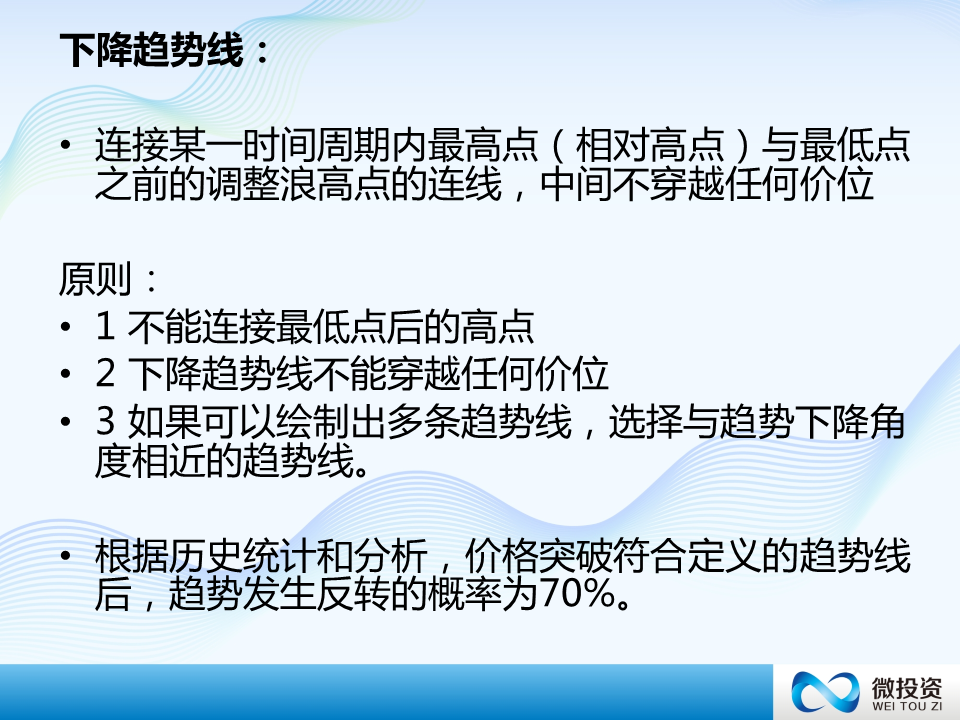 下降趋势线：
• 连接某一时间周期内最高点（相对高点）与最低点
之前的调整浪高点的连线，中间不穿越任何价位
原则：
• 1 不能连接最低点后的高点
• 2 下降趋势线不能穿越任何价位
• 3 如果可以绘制出多条趋势线，选择与趋势下降角
度相近的趋势线。
• 根据历史统计和分析，价格突破符合定义的趋势线
后，趋势发生反转的概率为70%。
微投资
WEI TOU ZI